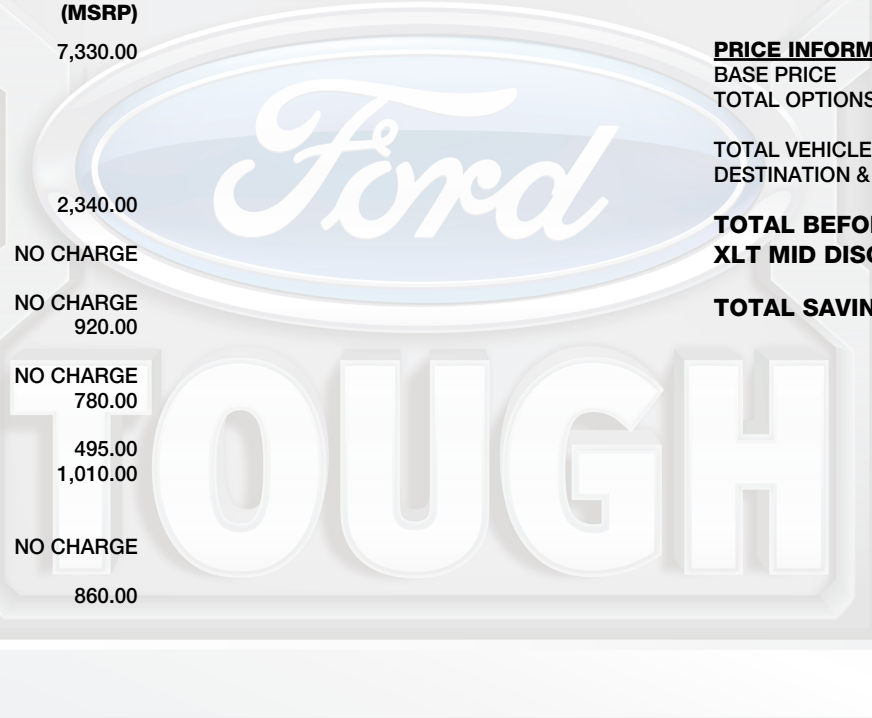 (MSRP)
7,330.00
2,340.00
NO CHARGE
NO CHARGE
920.00
NO CHARGE
780.00
495.00
1,010.00
NO CHARGE
860.00
PRICE INFORM
BASE PRICE
TOTAL OPTIONS
TOTAL VEHICLE
DESTINATION &
TOTAL BEFO
XLT MID DISC
TOTAL SAVIN
Ford
TOUGH